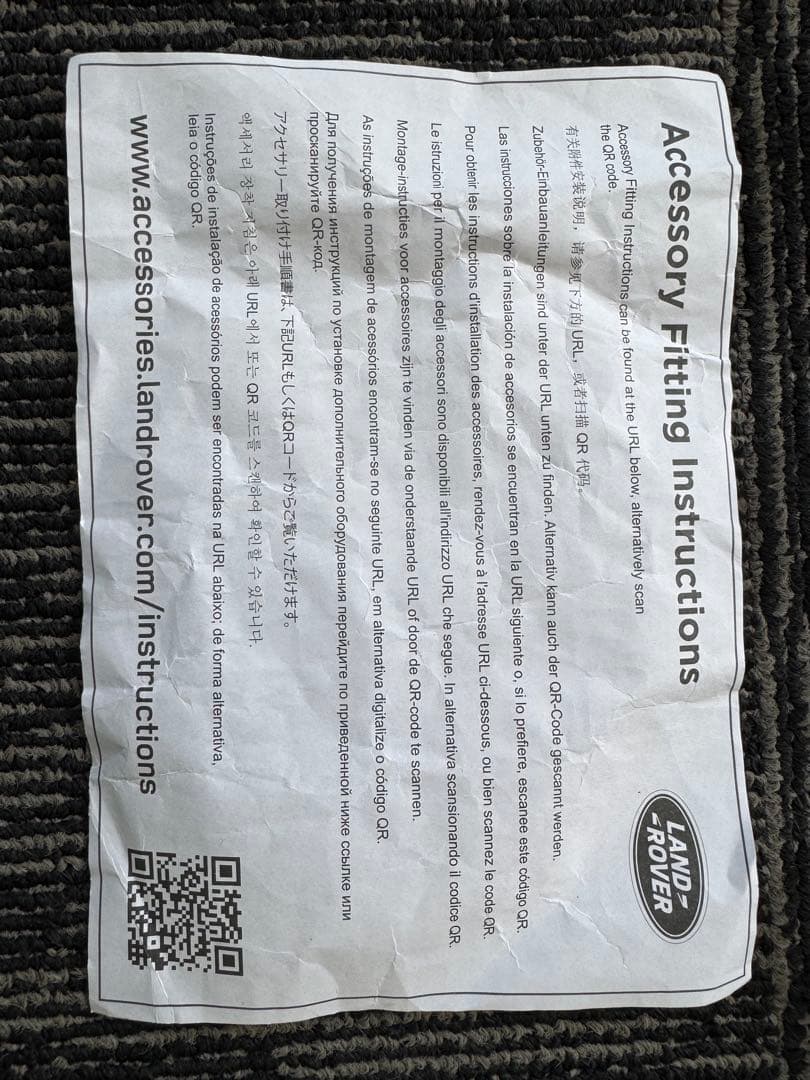 Accessory Fitting Instructions
LAND-
-ROVER
Accessory Fitting Instructions can be found at the URL below, alternatively scan
the QR code.
有关附件安装说明，请参见下方的 URL，或者扫描 QR 代码。
Zubehör-Einbauanleitungen sind unter der URL unten zu finden. Alternativ kann auch der QR-Code gescannt werden.
Las instrucciones sobre la instalación de accesorios se encuentran en la URL siguiente o, si lo prefiere, escanee este código QR.
Pour obtenir les instructions d'installation des accessoires, rendez-vous à l'adresse URL ci-dessous, ou bien scannez le code QR.
Le istruzioni per il montaggio degli accessori sono disponibili all'indirizzo URL che segue. In alternativa scansionando il codice QR.
Montage-instructies voor accessoires zijn te vinden via de onderstaande URL of door de QR-code te scannen.
As instruções de montagem de acessórios encontram-se no seguinte URL, em alternativa digitalize o código QR.
Для получения инструкций по установке дополнительного оборудования перейдите по приведенной ниже ссылке или
просканируйте QR-код.
アクセサリー取り付け手順書は、下記URLもしくはQRコードからご覧いただけます。
액세서리 장착 지침은 아래 URL에서 또는 QR 코드를 스캔하여 확인할 수 있습니다.
Instruções de instalação de acessórios podem ser encontradas na URL abaixo; de forma alternativa,
leia o código QR.
www.accessories.landrover.com/instructions